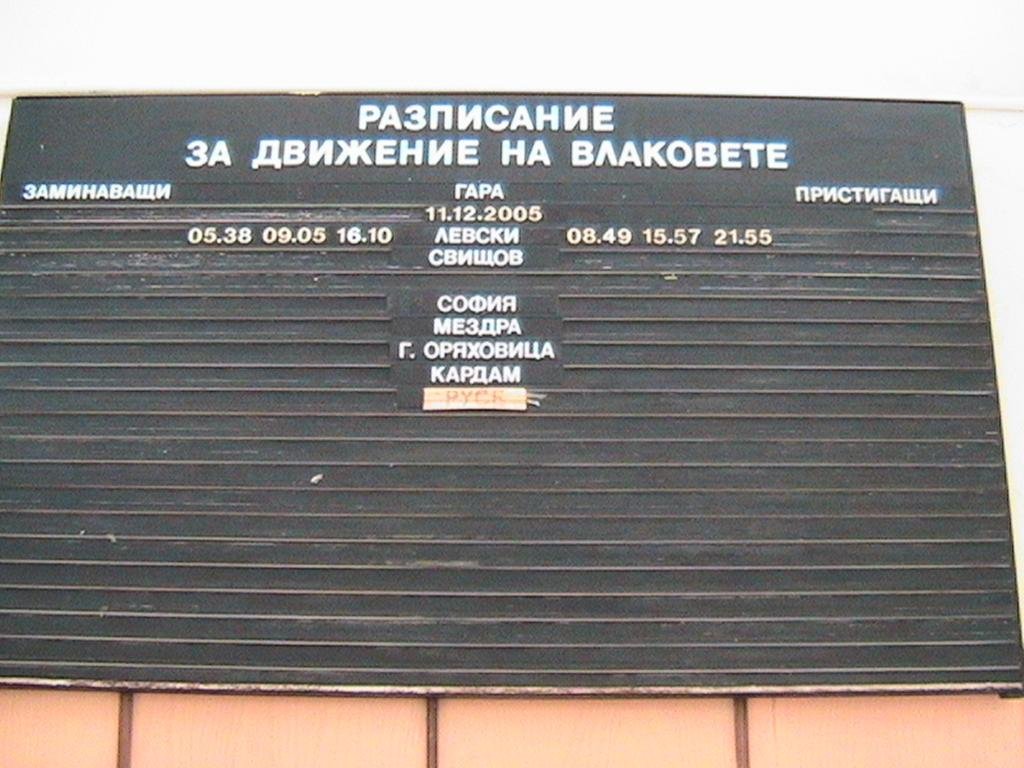 РАЗПИСАНИЕ
ЗА ДВИЖЕНИЕ НА ВЛАКОВЕТЕ
ЗАМИНАВАЩИ ГАРА ПРИСТИГАЩИ
11.12.2005
05.38 09.05 16.10 ЛЕВСКИ 08.49 15.57 21.55
СВИЩОВ
СОФИЯ
МЕЗДРА
Г. ОРЯХОВИЦА
КАРДАМ